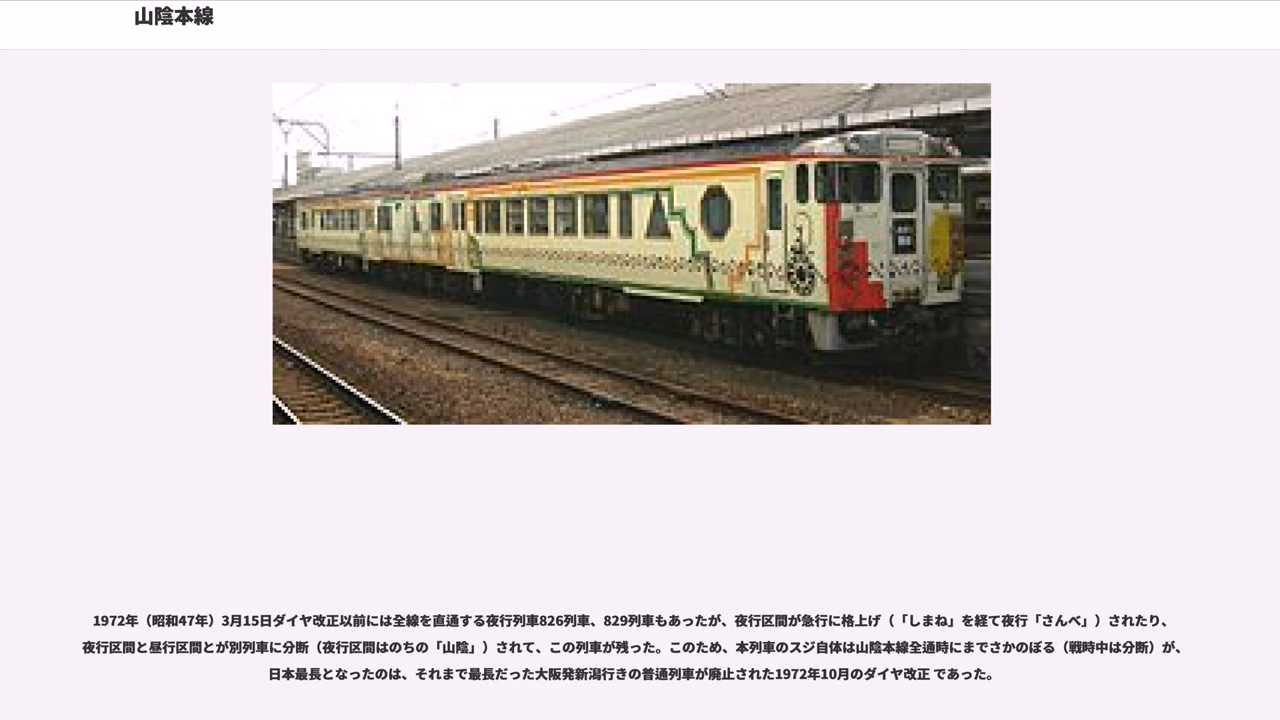 山陰本線
1972年（昭和47年）3月15日ダイヤ改正以前には全線を直通する夜行列車826列車、829列車もあったが、夜行区間が急行に格上げ（「しまね」を経て夜行「さんべ」）されたり、
夜行区間と昼行区間とが別列車に分断（夜行区間はのちの「山陰」）されて、この列車が残った。このため、本列車のスジ自体は山陰本線全通時にまでさかのぼる（戦時中は分断）が、
日本最長となったのは、それまで最長だった大阪発新潟行きの普通列車が廃止された1972年10月のダイヤ改正 であった。